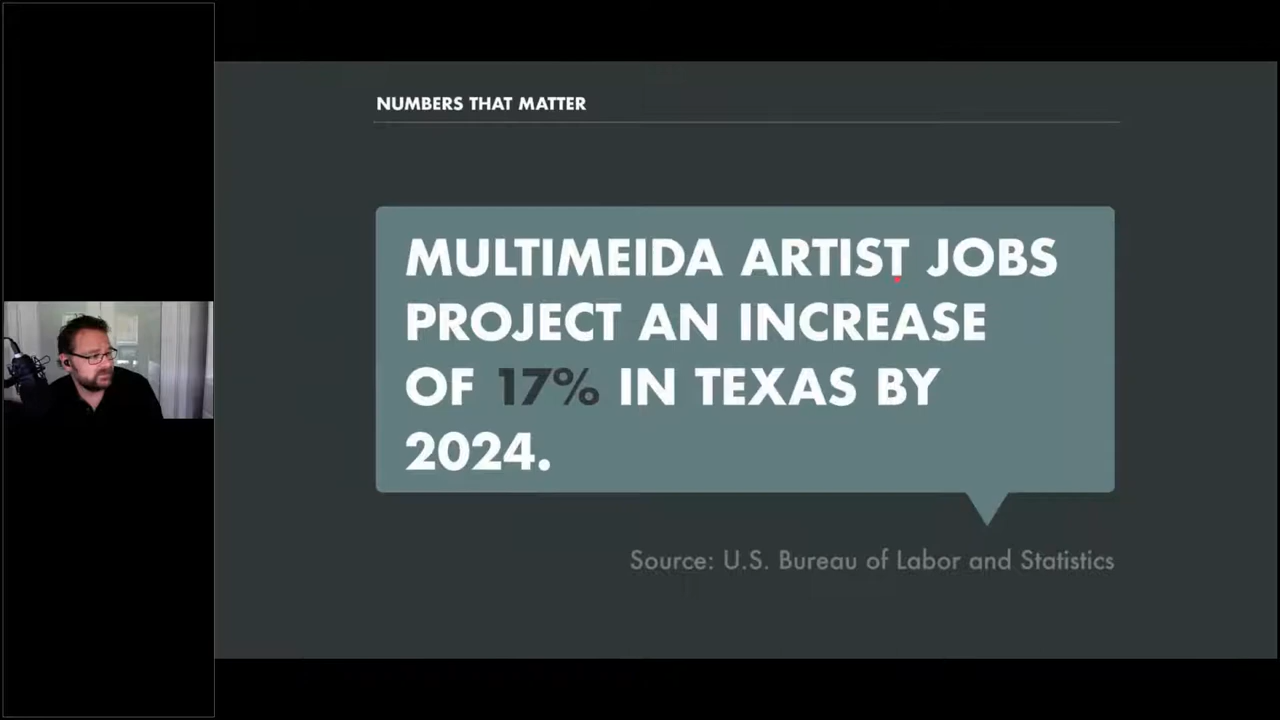 NUMBERS THAT MATTER
MULTIMEIDA ARTIST JOBS
PROJECT AN INCREASE
OF 17% IN TEXAS BY
2024.
Source: U.S. Bureau of Labor and Statistics